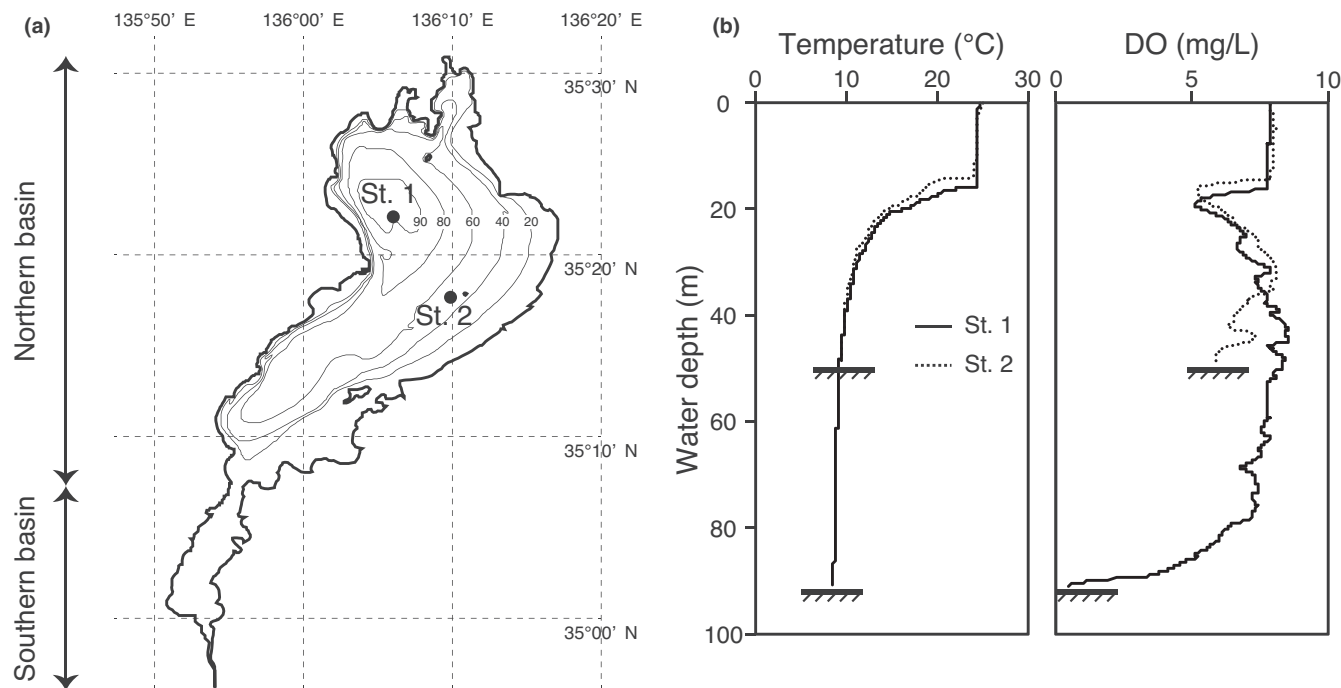 (a)
135°50' E 136°00' E 136°10' E 136°20' E
35°30' N
35°20' N
35°10' N
35°00' N
Northern basin
Southern basin
St. 1
90 80 60 40 20
St. 2
(b)
Temperature (°C)
0 10 20 30
DO (mg/L)
0 5 10
Water depth (m)
0
20
40
60
80
100
St. 1
St. 2